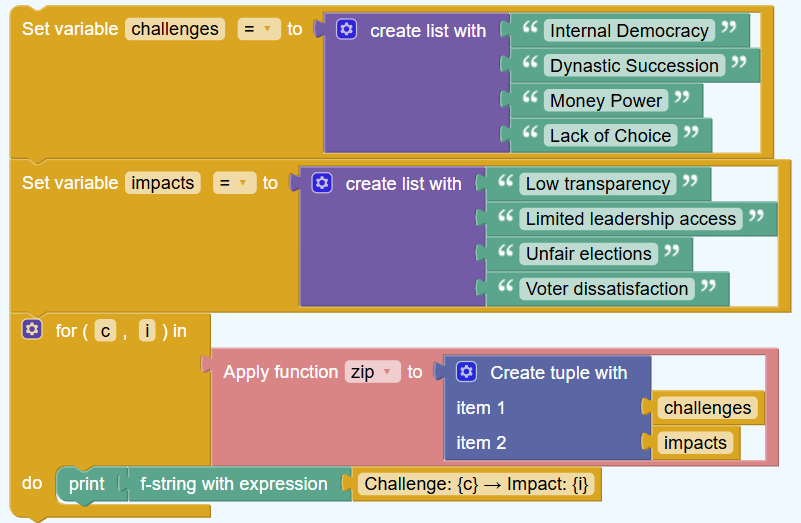 Set variable challenges = to create list with “ Internal Democracy ”
“ Dynastic Succession ”
“ Money Power ”
“ Lack of Choice ”
Set variable impacts = to create list with “ Low transparency ”
“ Limited leadership access ”
“ Unfair elections ”
“ Voter dissatisfaction ”
for ( c , i ) in
Apply function zip to Create tuple with
item 1 challenges
item 2 impacts
do print f-string with expression Challenge: {c} → Impact: {i}